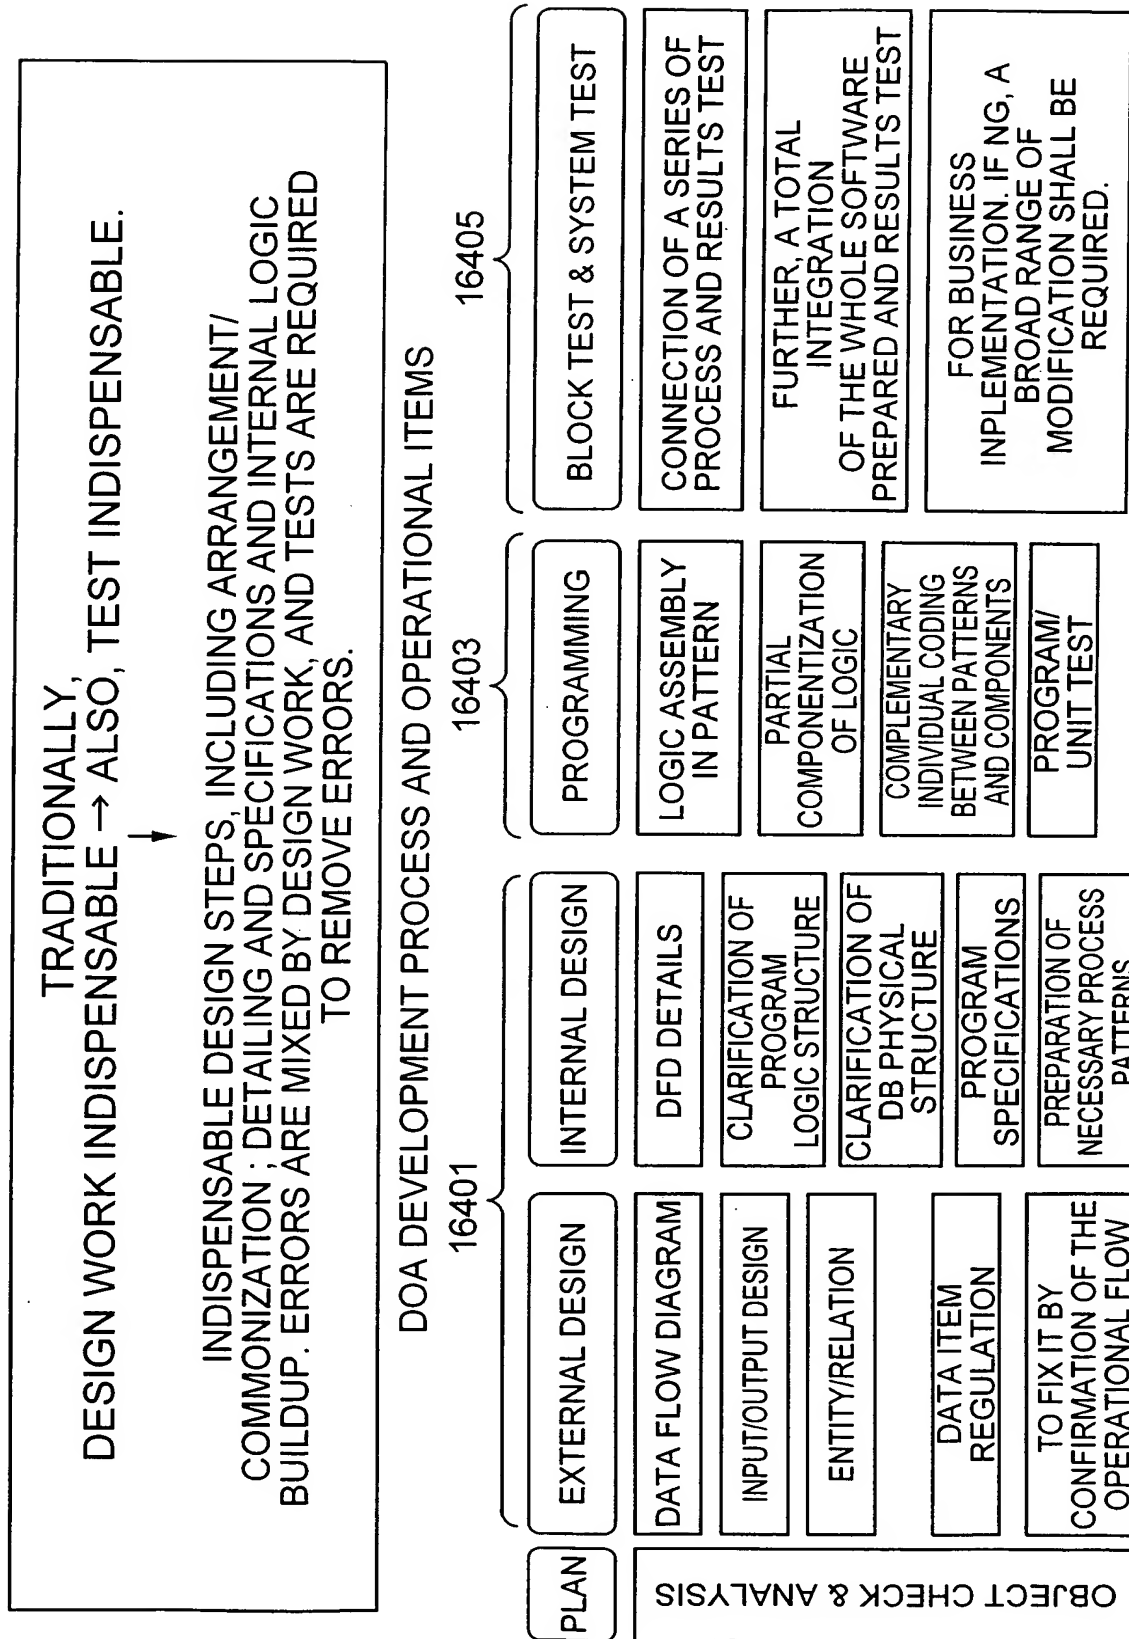 TRADITIONALLY,
DESIGN WORK INDISPENSABLE → ALSO, TEST INDISPENSABLE.
↓
INDISPENSABLE DESIGN STEPS, INCLUDING ARRANGEMENT/
COMMONIZATION ; DETAILING AND SPECIFICATIONS AND INTERNAL LOGIC
BUILDUP. ERRORS ARE MIXED BY DESIGN WORK, AND TESTS ARE REQUIRED
TO REMOVE ERRORS.
DOA DEVELOPMENT PROCESS AND OPERATIONAL ITEMS
16401
16403
16405
PLAN
OBJECT CHECK & ANALYSIS
EXTERNAL DESIGN
DATA FLOW DIAGRAM
INPUT/OUTPUT DESIGN
ENTITY/RELATION
DATA ITEM
REGULATION
TO FIX IT BY
CONFIRMATION OF THE
OPERATIONAL FLOW
INTERNAL DESIGN
DFD DETAILS
CLARIFICATION OF
PROGRAM
LOGIC STRUCTURE
CLARIFICATION OF
DB PHYSICAL
STRUCTURE
PROGRAM
SPECIFICATIONS
PREPARATION OF
NECESSARY PROCESS
PATTERNS
PROGRAMMING
LOGIC ASSEMBLY
IN PATTERN
PARTIAL
COMPONENTIZATION
OF LOGIC
COMPLEMENTARY
INDIVIDUAL CODING
BETWEEN PATTERNS
AND COMPONENTS
PROGRAM/
UNIT TEST
BLOCK TEST & SYSTEM TEST
CONNECTION OF A SERIES OF
PROCESS AND RESULTS TEST
FURTHER, A TOTAL
INTEGRATION
OF THE WHOLE SOFTWARE
PREPARED AND RESULTS TEST
FOR BUSINESS
INPLEMENTATION. IF NG, A
BROAD RANGE OF
MODIFICATION SHALL BE
REQUIRED.